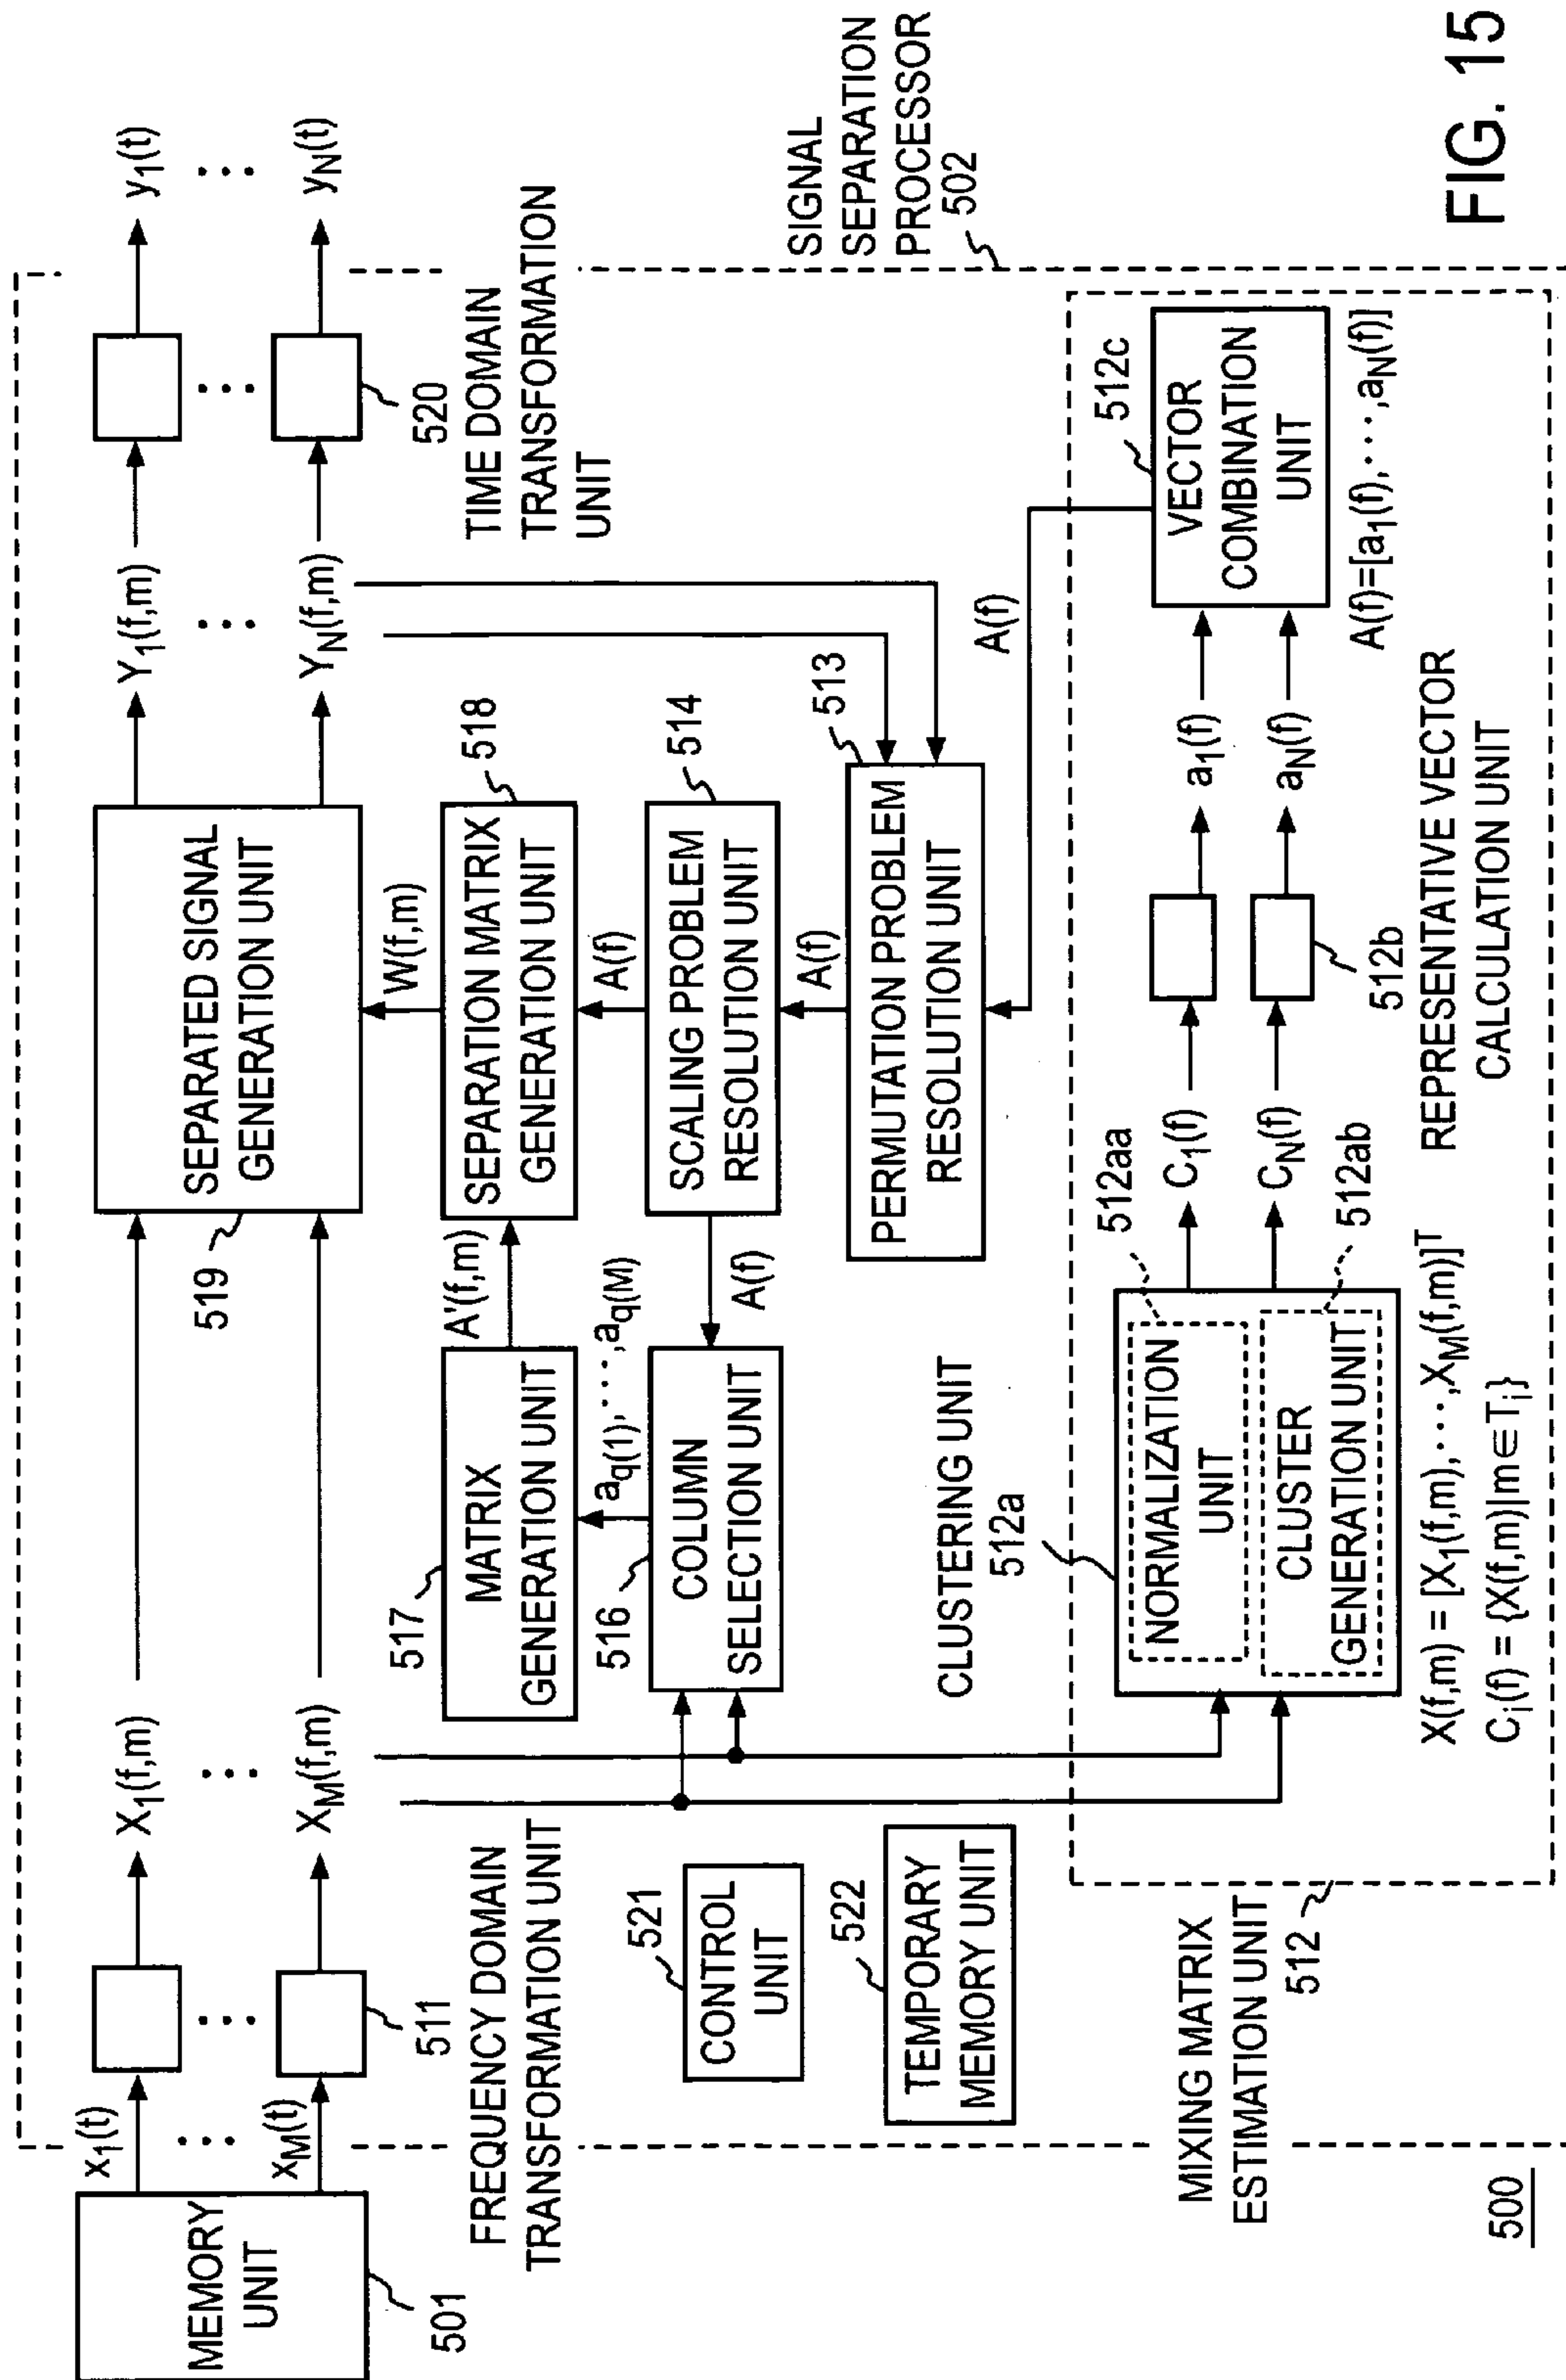 MEMORY
UNIT
501
x1(t)
⋮
xM(t)
511
FREQUENCY DOMAIN
TRANSFORMATION UNIT
X1(f,m)
⋮
XM(f,m)
SEPARATED SIGNAL
GENERATION UNIT
519
Y1(f,m)
⋮
YN(f,m)
520
TIME DOMAIN
TRANSFORMATION
UNIT
y1(t)
⋮
yN(t)
SIGNAL
SEPARATION
PROCESSOR
502
W(f,m)
517
MATRIX
GENERATION UNIT
A'(f,m)
SEPARATION MATRIX
GENERATION UNIT
518
aq(1),⋯,aq(M)
A(f)
516
COLUMN
SELECTION UNIT
A(f)
SCALING PROBLEM
RESOLUTION UNIT
514
A(f)
PERMUTATION PROBLEM
RESOLUTION UNIT
513
A(f)
521
CONTROL
UNIT
522
TEMPORARY
MEMORY UNIT
MIXING MATRIX
ESTIMATION UNIT
512
CLUSTERING UNIT
512a
NORMALIZATION
UNIT
512aa
CLUSTER
GENERATION UNIT
512ab
X(f,m) = [X1(f,m),⋯,XM(f,m)]T
Ci(f) = {X(f,m)|m∈Ti}
C1(f)
CN(f)
512b
REPRESENTATIVE VECTOR
CALCULATION UNIT
a1(f)
aN(f)
512c
VECTOR
COMBINATION
UNIT
A(f)=[a1(f),⋯,aN(f)]
500
FIG. 15